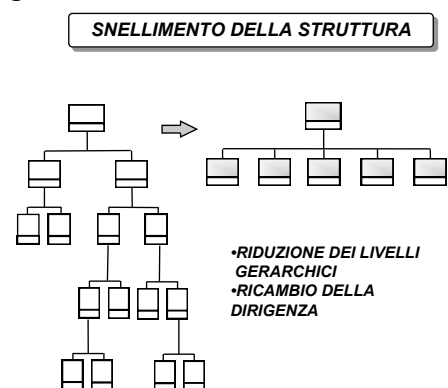 SNELLIMENTO DELLA STRUTTURA
•RIDUZIONE DEI LIVELLI
GERARCHICI
•RICAMBIO DELLA
DIRIGENZA